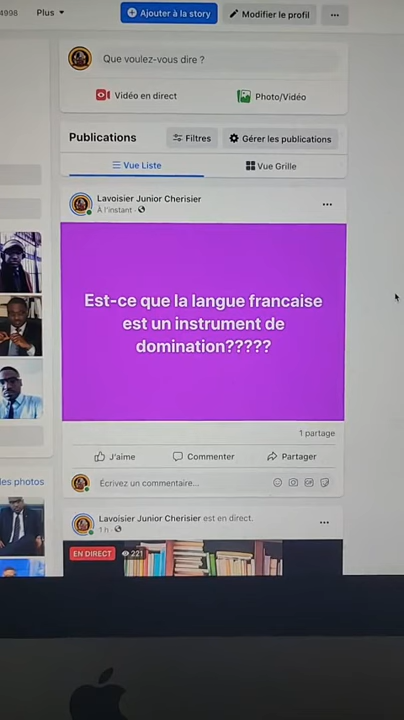 4998
Plus
Ajouter à la story
Modifier le profil
Que voulez-vous dire ?
Vidéo en direct
Photo/Vidéo
Publications
Filtres
Gérer les publications
Vue Liste
Vue Grille
Lavoisier Junior Cherisier
À l'instant
Est-ce que la langue francaise
est un instrument de
domination?????
1 partage
J'aime
Commenter
Partager
Écrivez un commentaire...
GIF
les photos
Lavoisier Junior Cherisier est en direct.
1 h
EN DIRECT
221